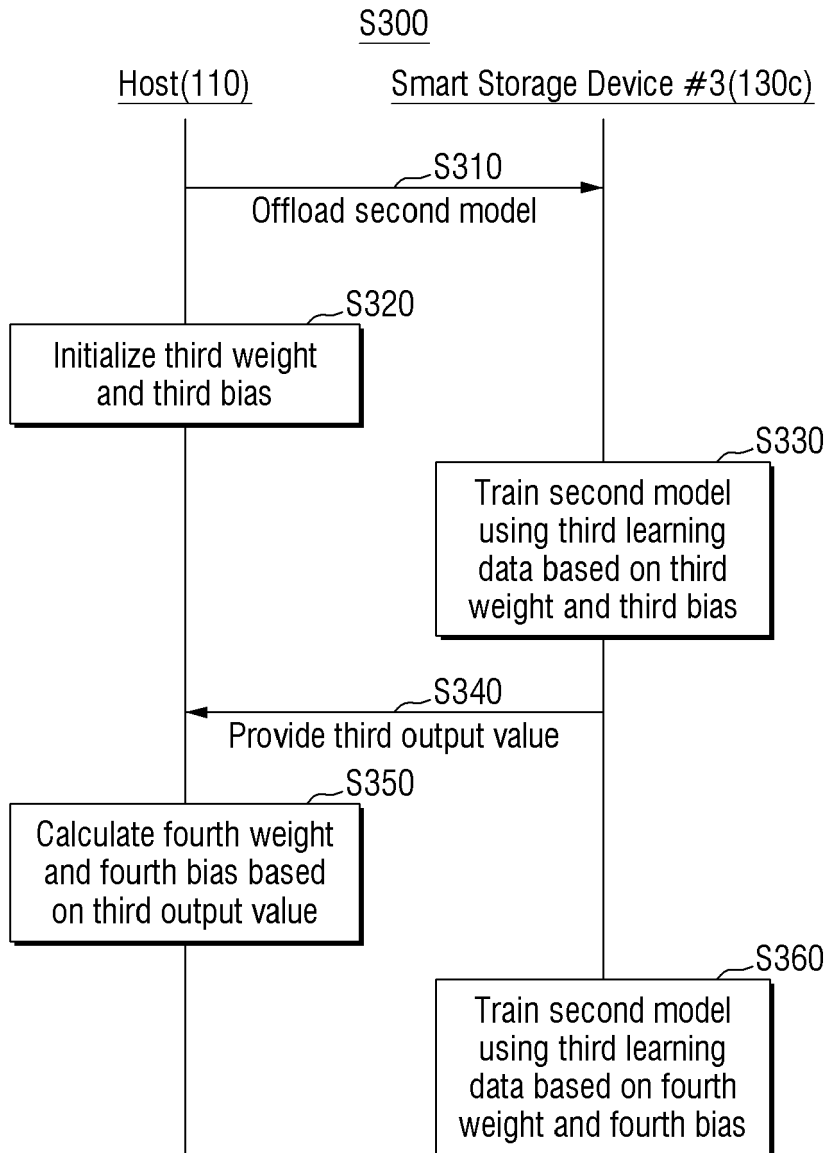 S300
Host(110)
Smart Storage Device #3(130c)
S310
Offload second model
S320
Initialize third weight
and third bias
S330
Train second model
using third learning
data based on third
weight and third bias
S340
Provide third output value
S350
Calculate fourth weight
and fourth bias based
on third output value
S360
Train second model
using third learning
data based on fourth
weight and fourth bias